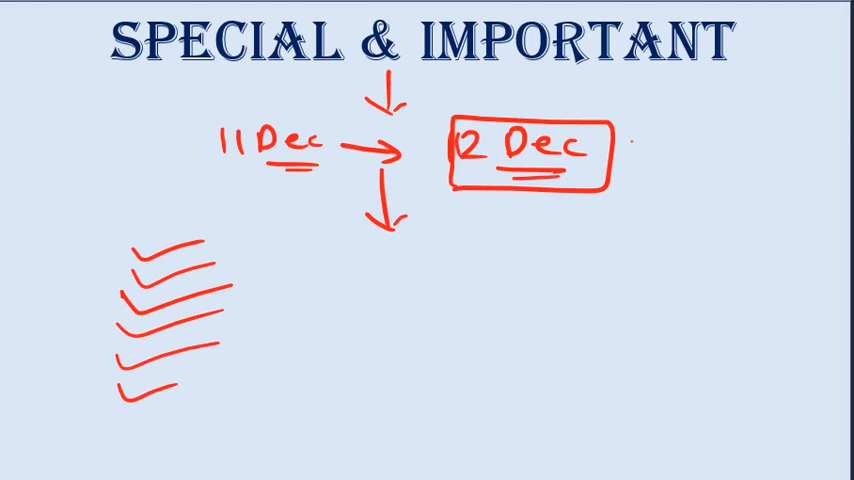 SPECIAL & IMPORTANT
11 Dec → 12 Dec